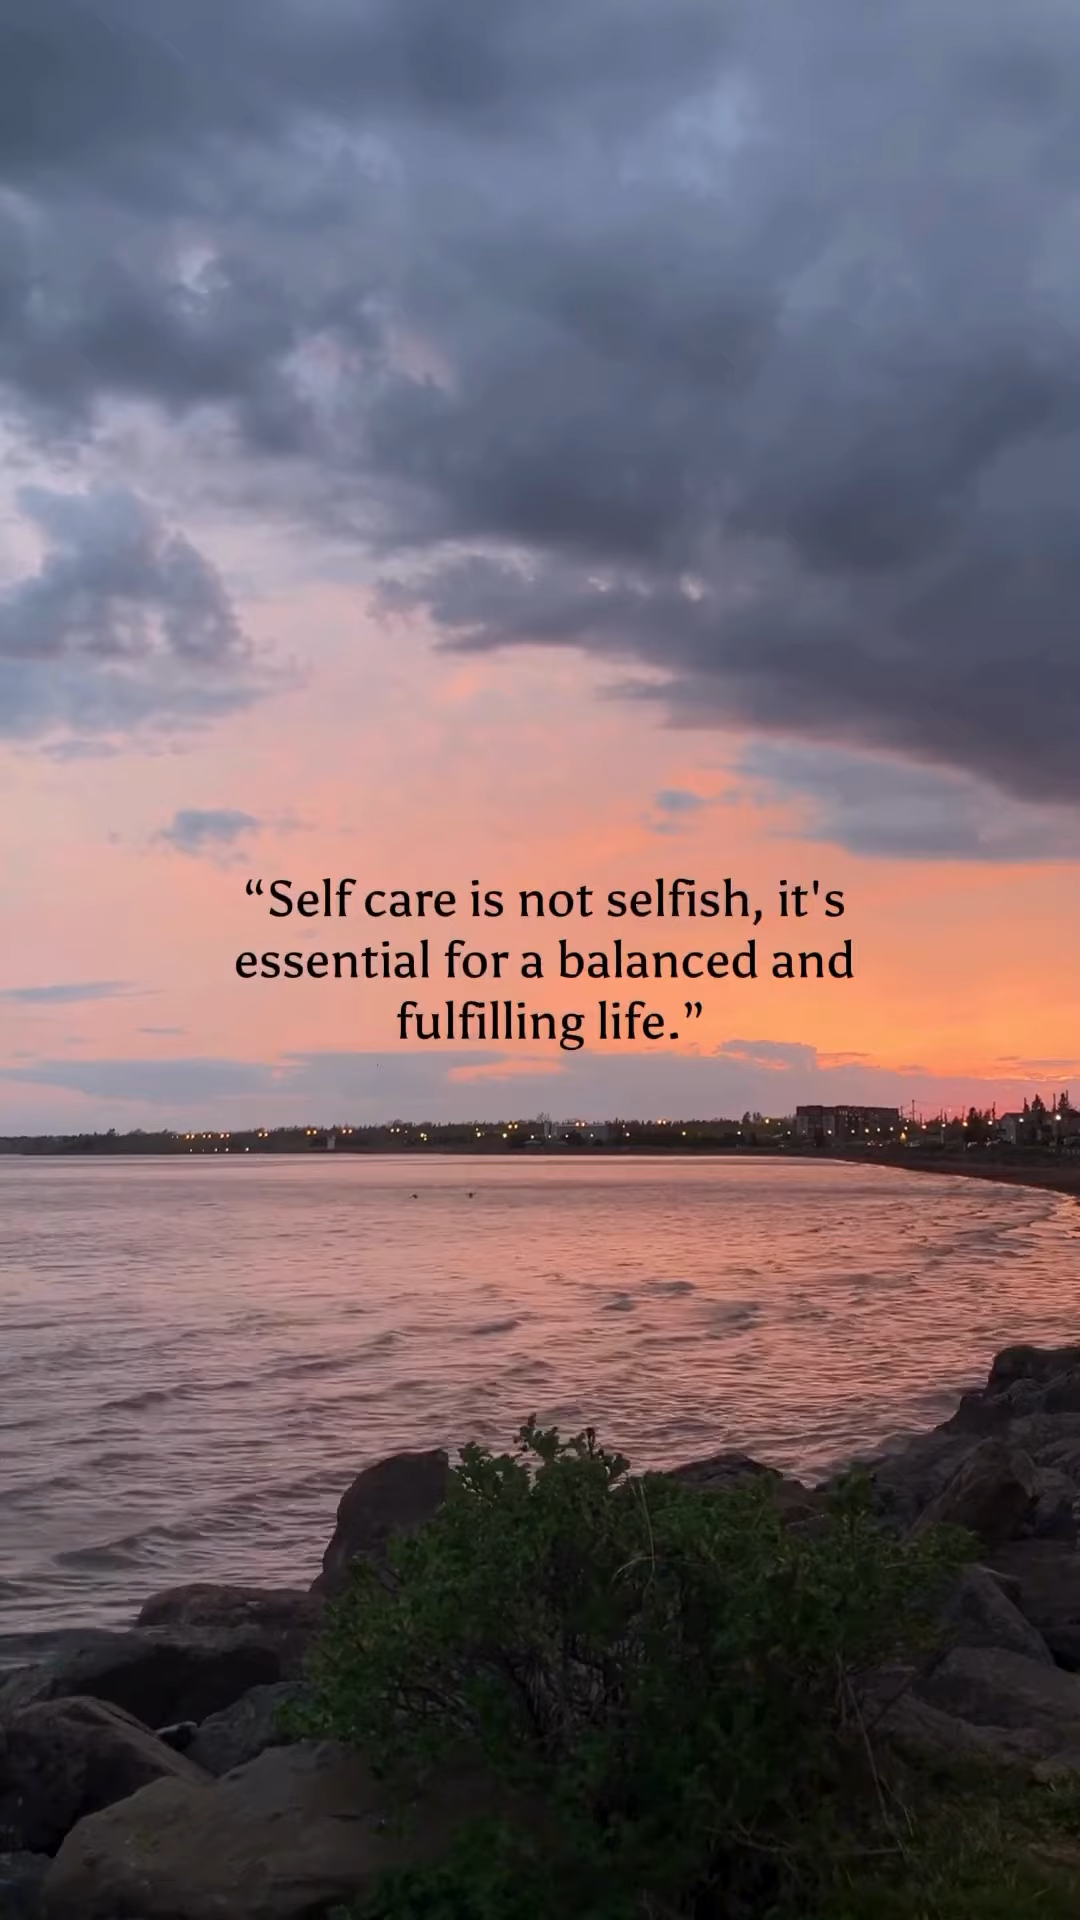 “Self care is not selfish, it's
essential for a balanced and
fulfilling life.”